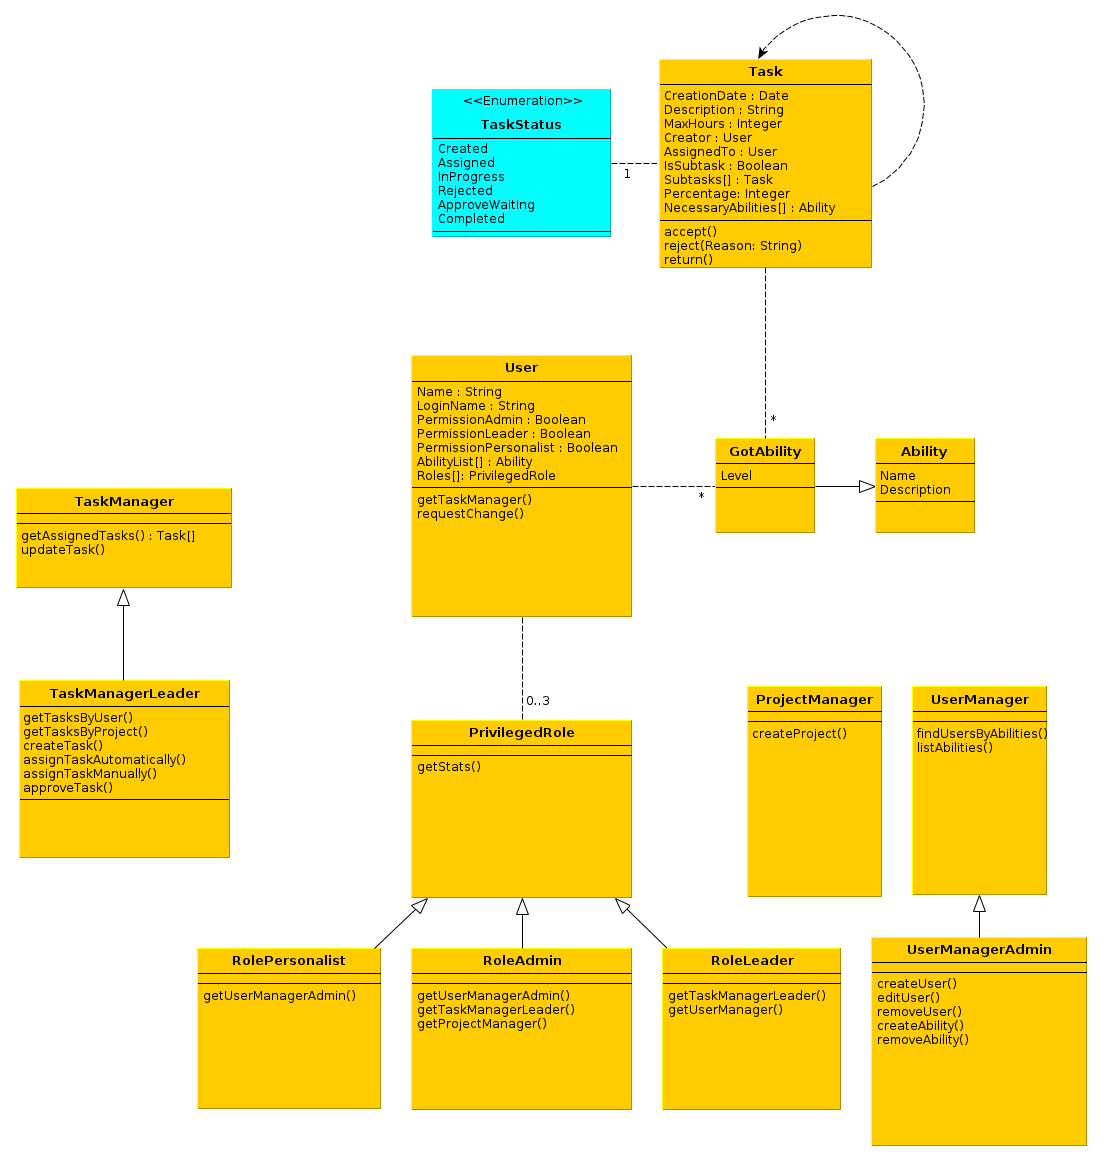 Task
CreationDate : Date
Description : String
MaxHours : Integer
Creator : User
AssignedTo : User
IsSubtask : Boolean
Subtasks[] : Task
Percentage: Integer
NecessaryAbilities[] : Ability
accept()
reject(Reason: String)
return()
<<Enumeration>>
TaskStatus
Created
Assigned
InProgress
Rejected
ApproveWaiting
Completed
1
*
User
Name : String
LoginName : String
PermissionAdmin : Boolean
PermissionLeader : Boolean
PermissionPersonalist : Boolean
AbilityList[] : Ability
Roles[]: PrivilegedRole
getTaskManager()
requestChange()
*
GotAbility
Level
Ability
Name
Description
TaskManager
getAssignedTasks() : Task[]
updateTask()
TaskManagerLeader
getTasksByUser()
getTasksByProject()
createTask()
assignTaskAutomatically()
assignTaskManually()
approveTask()
0..3
PrivilegedRole
getStats()
ProjectManager
createProject()
UserManager
findUsersByAbilities()
listAbilities()
RolePersonalist
getUserManagerAdmin()
RoleAdmin
getUserManagerAdmin()
getTaskManagerLeader()
getProjectManager()
RoleLeader
getTaskManagerLeader()
getUserManager()
UserManagerAdmin
createUser()
editUser()
removeUser()
createAbility()
removeAbility()